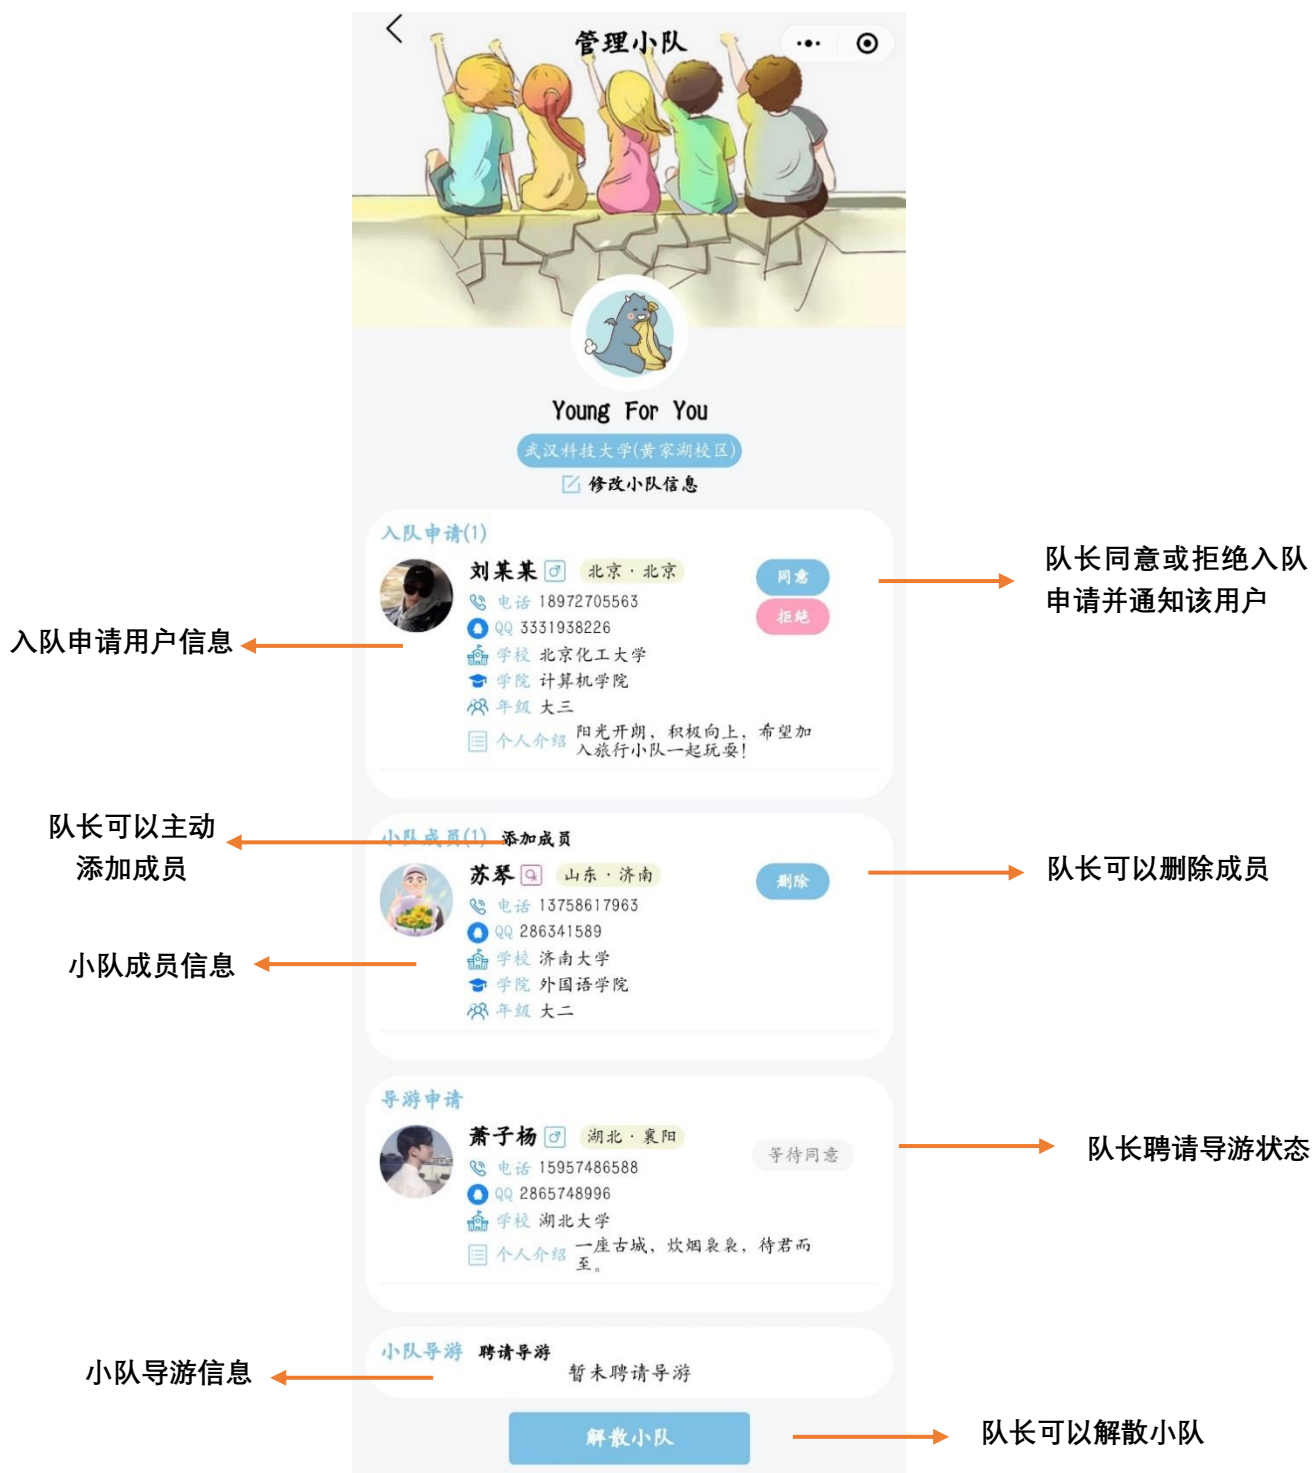 管理小队
Young For You
武汉科技大学(黄家湖校区)
修改小队信息
入队申请(1)
刘某某 北京·北京
同意
电话 18972705563
拒绝
QQ 3331938226
学校 北京化工大学
学院 计算机学院
年级 大三
个人介绍 阳光开朗，积极向上，希望加
入旅行小队一起玩耍！
队长同意或拒绝入队
申请并通知该用户
入队申请用户信息
小队成员(1) 添加成员
苏琴 山东·济南
删除
电话 13758617963
QQ 286341589
学校 济南大学
学院 外国语学院
年级 大二
队长可以主动
添加成员
队长可以删除成员
小队成员信息
导游申请
萧子杨 湖北·襄阳
等待同意
电话 15957486588
QQ 2865748996
学校 湖北大学
个人介绍 一座古城，炊烟袅袅，待君而
至。
队长聘请导游状态
小队导游 聘请导游
暂未聘请导游
小队导游信息
解散小队
队长可以解散小队